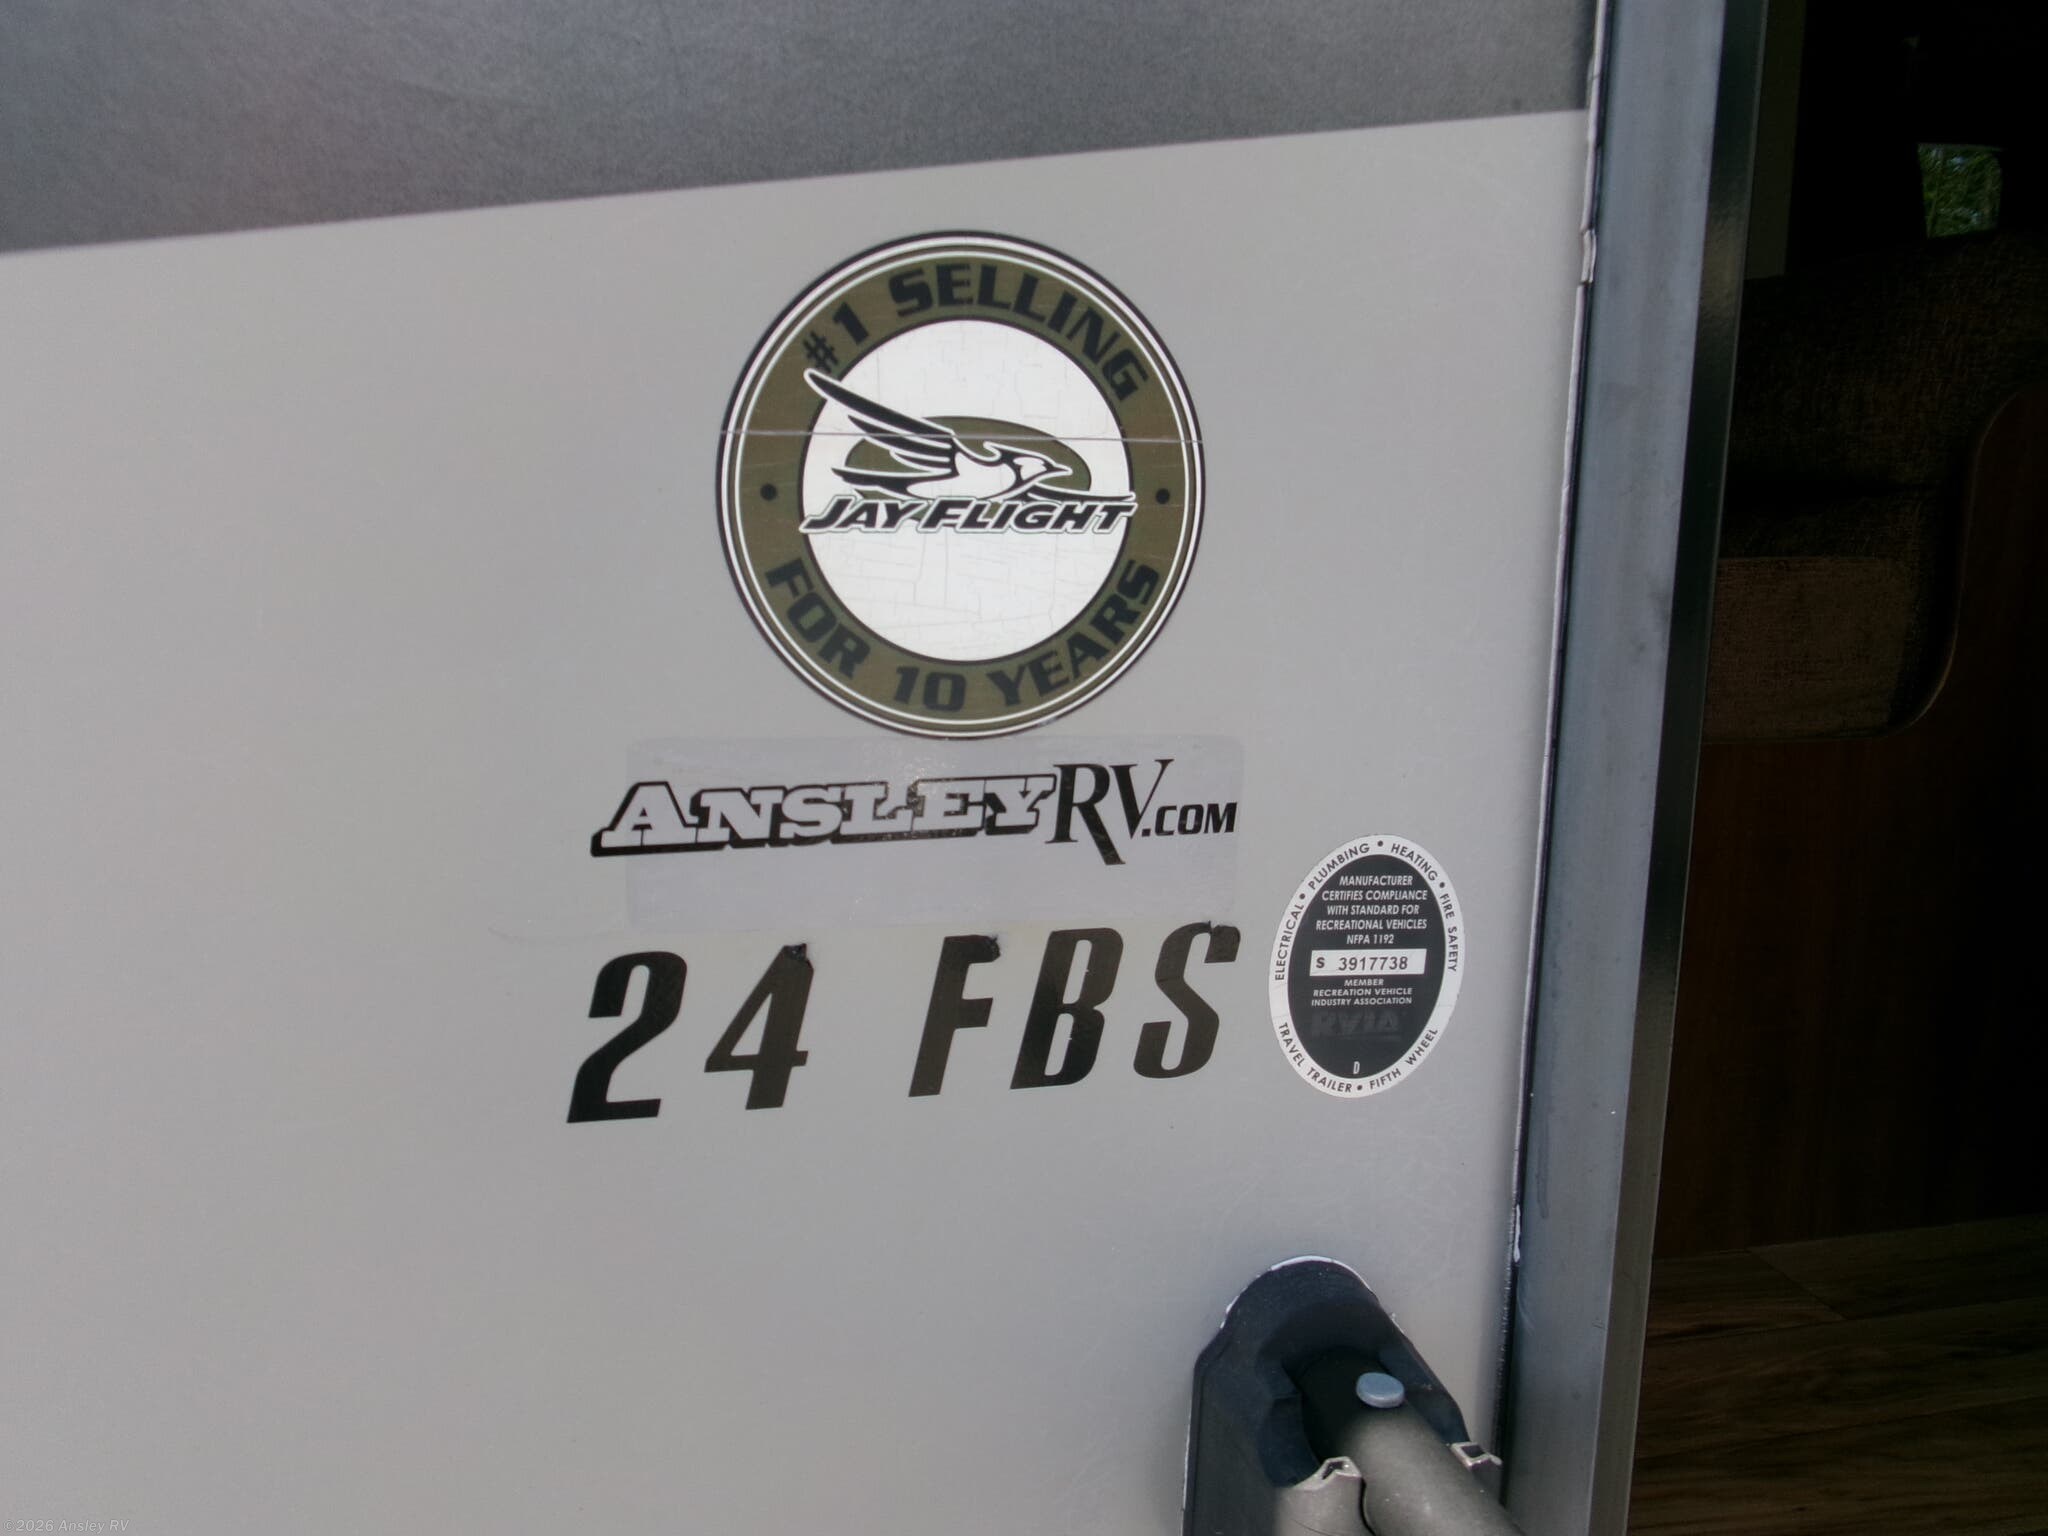 #1 SELLING
JAY FLIGHT
FOR 10 YEARS
ANSLEYRV.COM
24 FBS
ELECTRICAL • PLUMBING • HEATING • FIRE SAFETY
MANUFACTURER
CERTIFIES COMPLIANCE
WITH STANDARD FOR
RECREATIONAL VEHICLES
NFPA 1192
S 3917738
MEMBER
RECREATION VEHICLE
INDUSTRY ASSOCIATION
RVIA
D
TRAVEL TRAILER • FIFTH WHEEL
©2026 Ansley RV